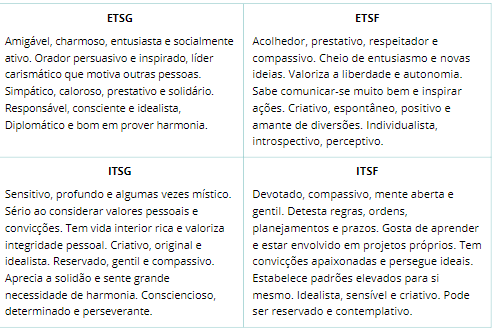 ETSG
Amigável, charmoso, entusiasta e socialmente
ativo. Orador persuasivo e inspirado, líder
carismático que motiva outras pessoas.
Simpático, caloroso, prestativo e solidário.
Responsável, consciente e idealista,
Diplomático e bom em prover harmonia.
ETSF
Acolhedor, prestativo, respeitador e
compassivo. Cheio de entusiasmo e novas
ideias. Valoriza a liberdade e autonomia.
Sabe comunicar-se muito bem e inspirar
ações. Criativo, espontâneo, positivo e
amante de diversões. Individualista,
introspectivo, perceptivo.
ITSG
Sensitivo, profundo e algumas vezes místico.
Sério ao considerar valores pessoais e
convicções. Tem vida interior rica e valoriza
integridade pessoal. Criativo, original e
idealista. Reservado, gentil e compassivo.
Aprecia a solidão e sente grande
necessidade de harmonia. Consciencioso,
determinado e perseverante.
ITSF
Devotado, compassivo, mente aberta e
gentil. Detesta regras, ordens,
planejamentos e prazos. Gosta de aprender
e estar envolvido em projetos próprios. Tem
convicções apaixonadas e persegue ideais.
Estabelece padrões elevados para si
mesmo. Idealista, sensível e criativo. Pode
ser reservado e contemplativo.